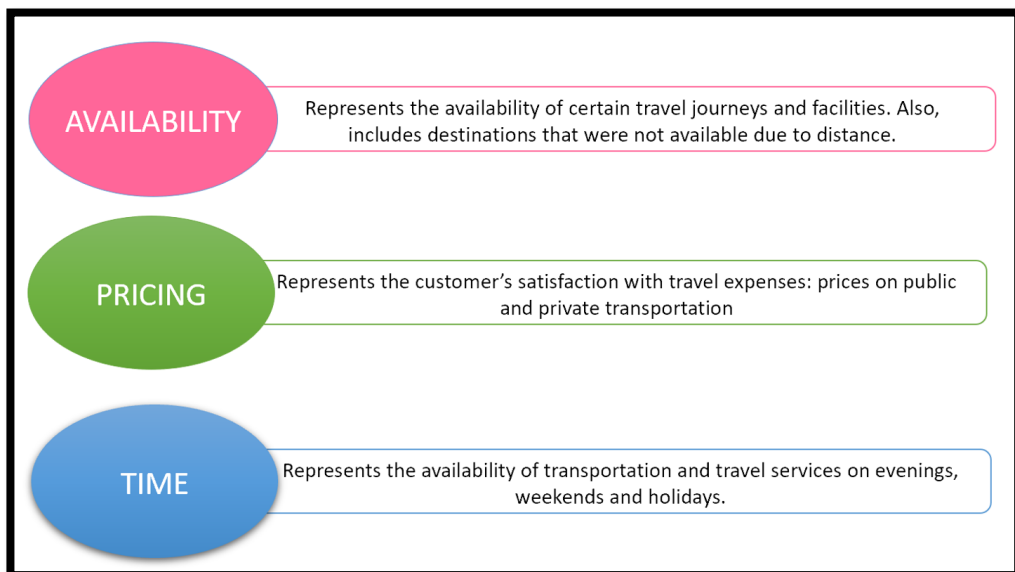 AVAILABILITY
Represents the availability of certain travel journeys and facilities. Also,
includes destinations that were not available due to distance.
PRICING
Represents the customer’s satisfaction with travel expenses: prices on public
and private transportation
TIME
Represents the availability of transportation and travel services on evenings,
weekends and holidays.